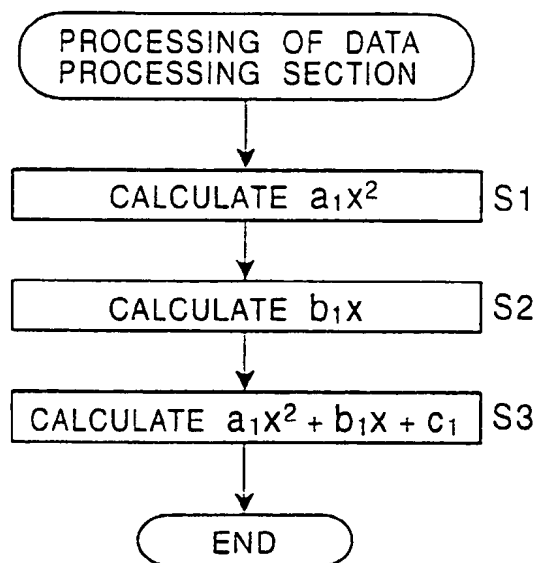 PROCESSING OF DATA
PROCESSING SECTION
CALCULATE a₁x² S1
CALCULATE b₁x S2
CALCULATE a₁x² + b₁x + c₁ S3
END